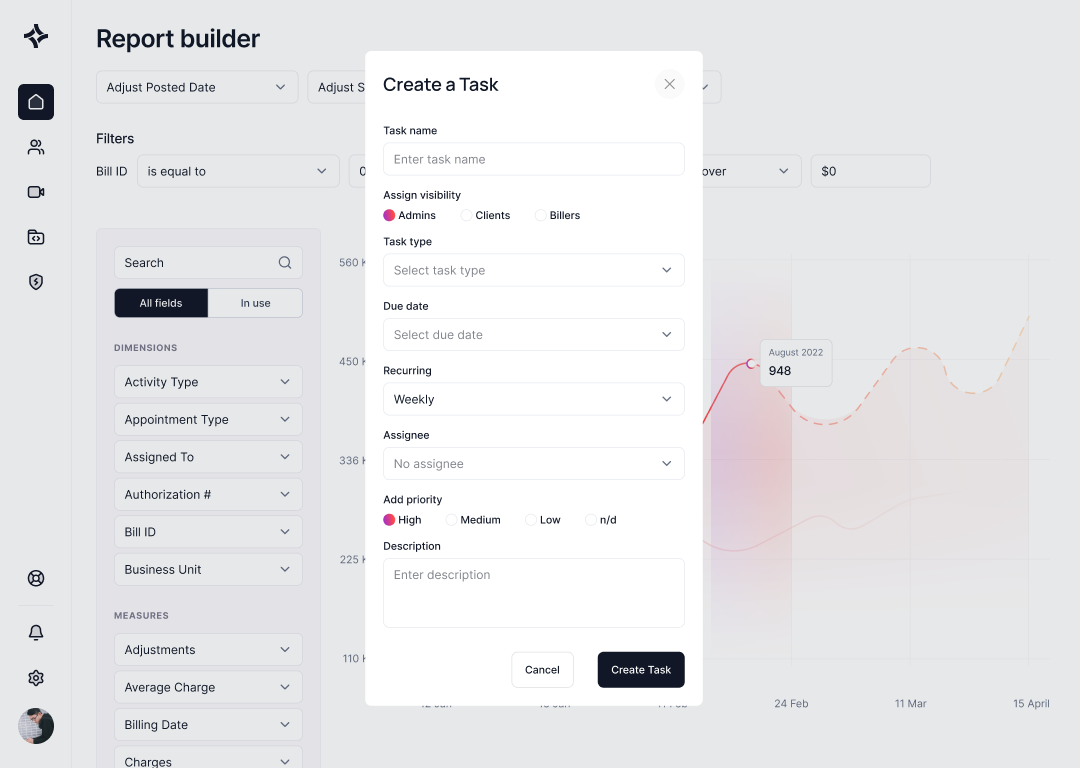 Report builder
Adjust Posted Date
Adjust S
Filters
Bill ID
is equal to
over
$0
Search
All fields
In use
DIMENSIONS
Activity Type
Appointment Type
Assigned To
Authorization #
Bill ID
Business Unit
MEASURES
Adjustments
Average Charge
Billing Date
Charges
Create a Task
Task name
Enter task name
Assign visibility
Admins Clients Billers
Task type
Select task type
Due date
Select due date
Recurring
Weekly
Assignee
No assignee
Add priority
High Medium Low n/d
Description
Enter description
Cancel
Create Task
560 K
450 K
336 K
225 K
110 K
August 2022
948
24 Feb
11 Mar
15 April